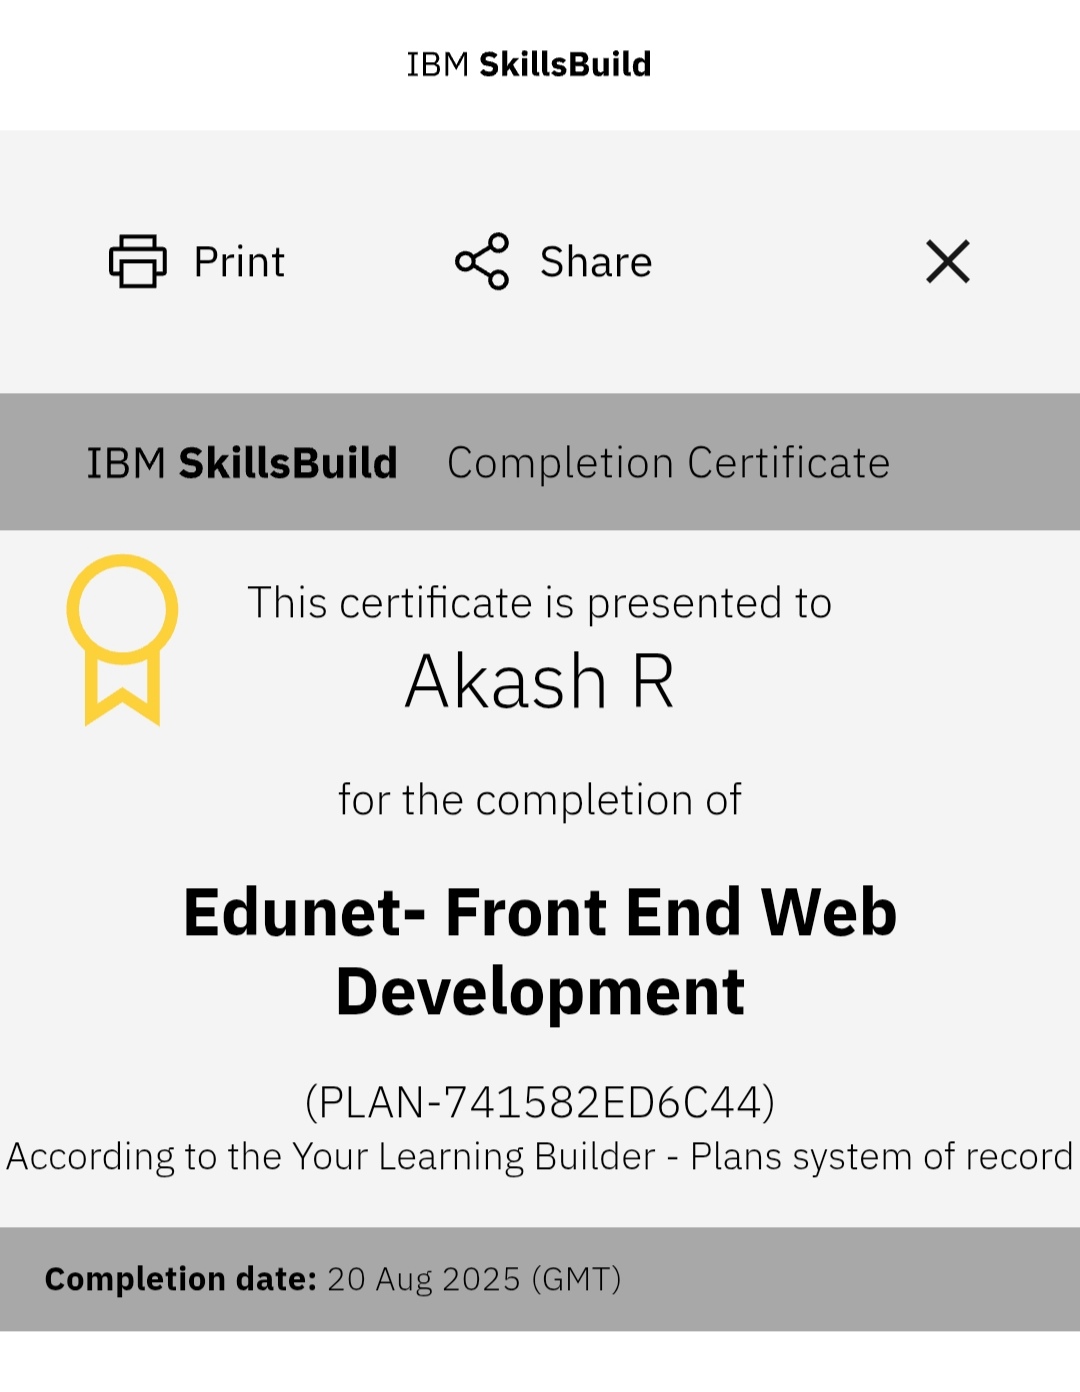 IBM SkillsBuild
Print
Share
IBM SkillsBuild Completion Certificate
This certificate is presented to
Akash R
for the completion of
Edunet- Front End Web
Development
(PLAN-741582ED6C44)
According to the Your Learning Builder - Plans system of record
Completion date: 20 Aug 2025 (GMT)